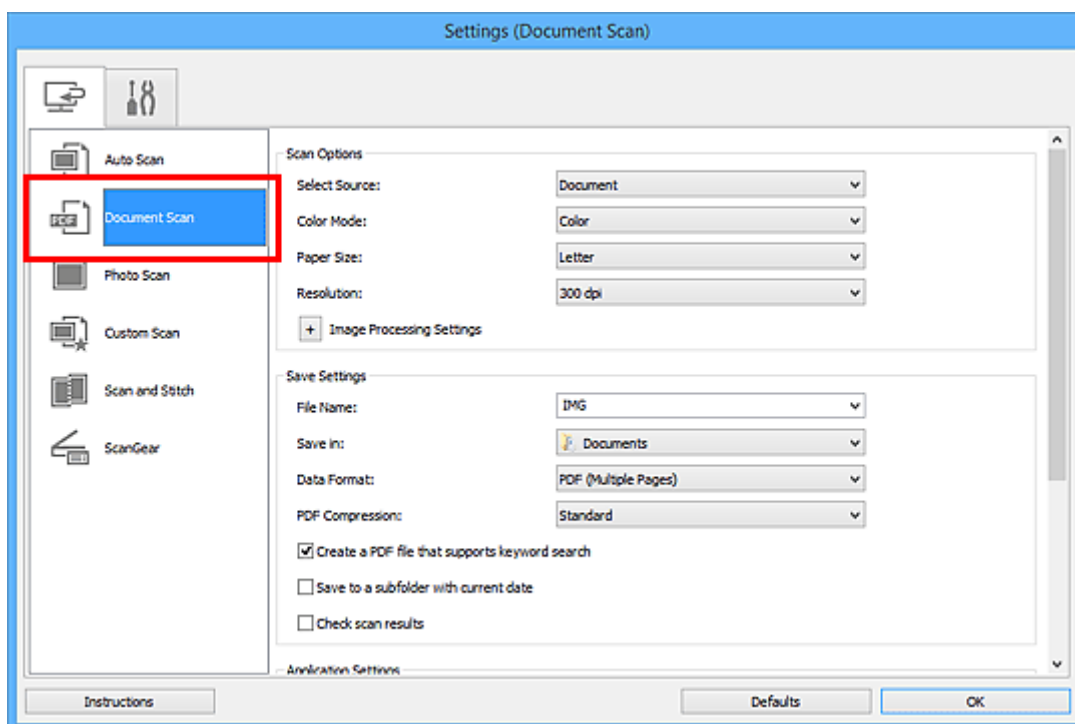 Settings (Document Scan)
Auto Scan
PDF
Document Scan
Photo Scan
Custom Scan
Scan and Stitch
ScanGear
Scan Options
Select Source: Document
Color Mode: Color
Paper Size: Letter
Resolution: 300 dpi
+ Image Processing Settings
Save Settings
File Name: IMG
Save in: Documents
Data Format: PDF (Multiple Pages)
PDF Compression: Standard
Create a PDF file that supports keyword search
Save to a subfolder with current date
Check scan results
Application Settings
Instructions
Defaults
OK